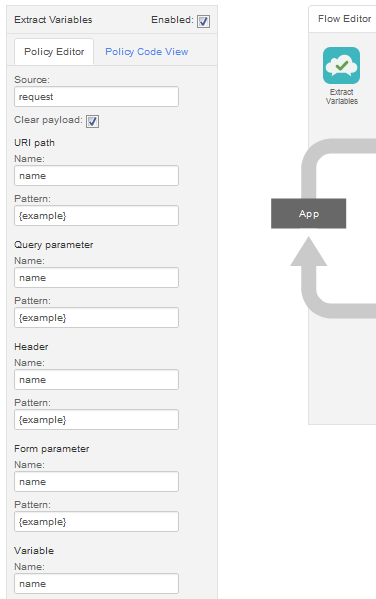 Extract Variables Enabled:
Policy Editor Policy Code View
Source:
request
Clear payload:
URI path
Name:
name
Pattern:
{example}
Query parameter
Name:
name
Pattern:
{example}
Header
Name:
name
Pattern:
{example}
Form parameter
Name:
name
Pattern:
{example}
Variable
Name:
name
Flow Editor
Extract
Variables
App